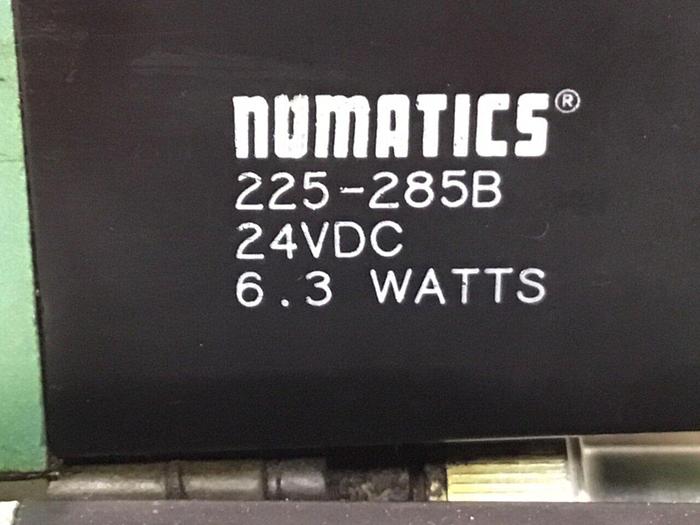 numatics®
225-285B
24VDC
6.3 WATTS